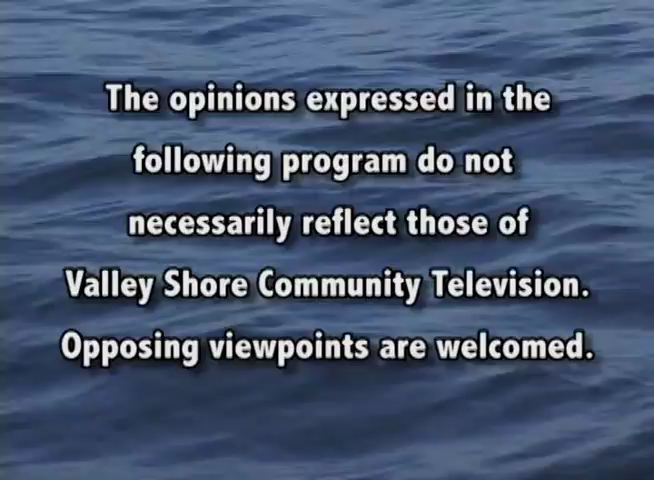 The opinions expressed in the
following program do not
necessarily reflect those of
Valley Shore Community Television.
Opposing viewpoints are welcomed.